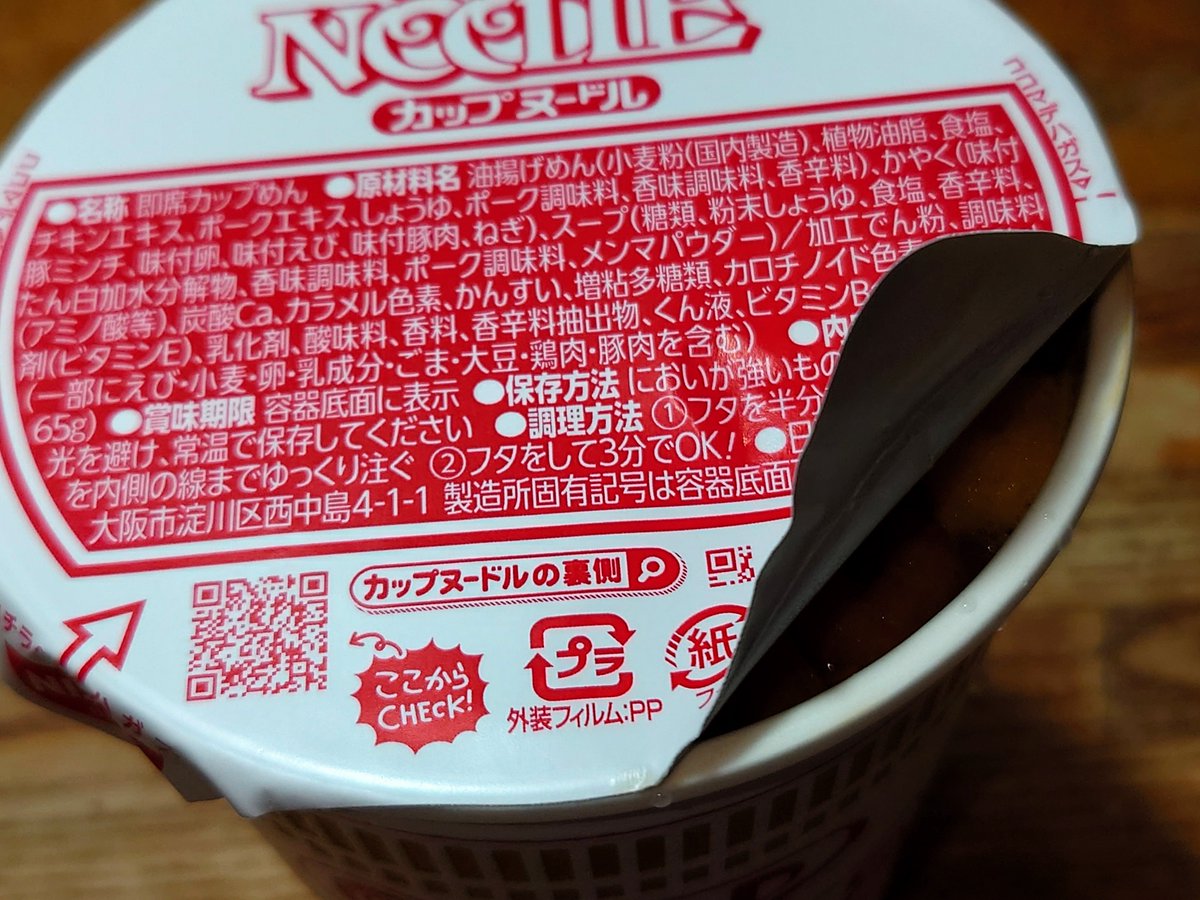 NOODLE
カップヌードル
●名称 即席カップめん ●原材料名 油揚げめん(小麦粉(国内製造)、植物油脂、食塩、
チキンエキス、ポークエキス、しょうゆ、ポーク調味料、香味調味料、香辛料)、かやく(味付
豚ミンチ、味付卵、味付えび、味付豚肉、ねぎ)、スープ(糖類、粉末しょうゆ、食塩、香辛料、
たん白加水分解物、香味調味料、ポーク調味料、メンマパウダー)/加工でん粉、調味料
(アミノ酸等)、炭酸Ca、カラメル色素、かんすい、増粘多糖類、カロチノイド色素
剤(ビタミンE)、乳化剤、酸味料、香料、香辛料抽出物、くん液、ビタミンB
(一部にえび・小麦・卵・乳成分・ごま・大豆・鶏肉・豚肉を含む) ●内
65g) ●賞味期限 容器底面に表示 ●保存方法 においが強いもの
光を避け、常温で保存してください ●調理方法 ①フタを半分
を内側の線までゆっくり注ぐ ②フタをして3分でOK! ●
大阪市淀川区西中島4-1-1 製造所固有記号は容器底面
カップヌードルの裏側
ここから
CHECK!
プラ
外装フィルム:PP
紙
フ